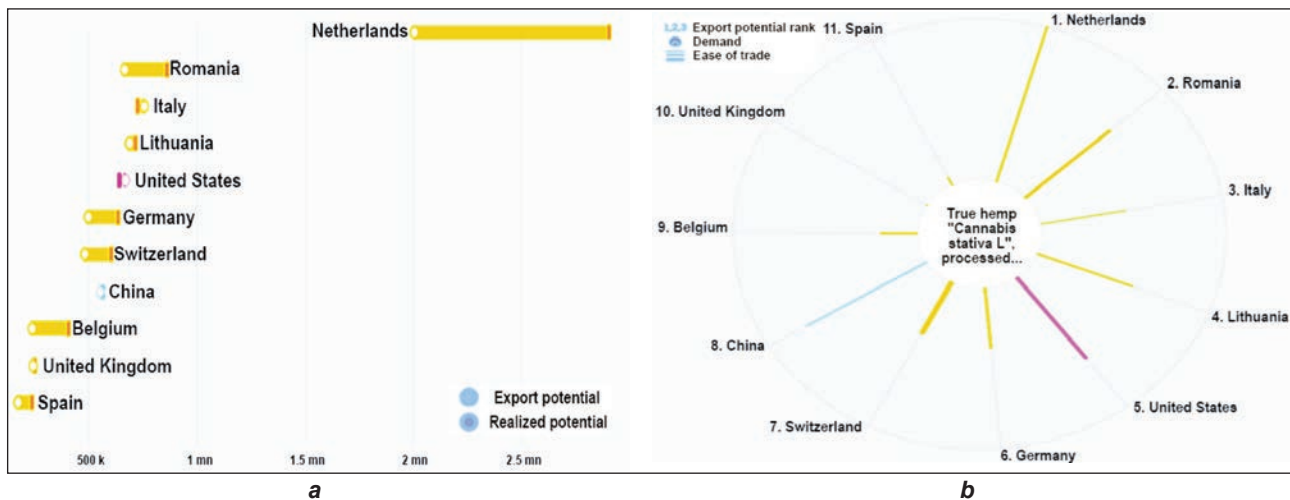 Netherlands
Romania
Italy
Lithuania
United States
Germany
Switzerland
China
Belgium
United Kingdom
Spain
Export potential
Realized potential
500 k
1 mn
1.5 mn
2 mn
2.5 mn
a
1,2,3 Export potential rank
Demand
Ease of trade
1. Netherlands
2. Romania
3. Italy
4. Lithuania
5. United States
6. Germany
7. Switzerland
8. China
9. Belgium
10. United Kingdom
11. Spain
True hemp
"Cannabis
stativa L",
processed...
b